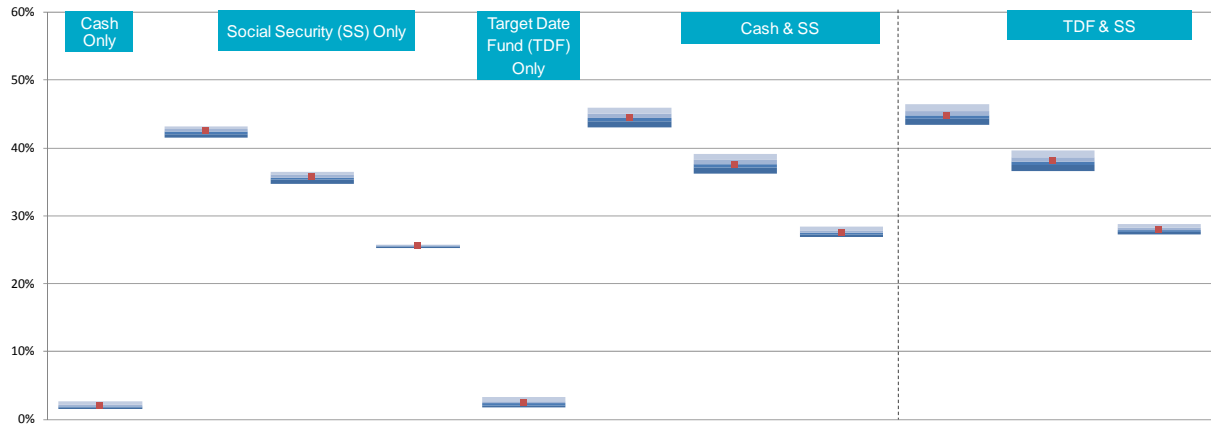 60%
50%
40%
30%
20%
10%
0%
Cash
Only
Social Security (SS) Only
Target Date
Fund (TDF)
Only
Cash & SS
TDF & SS